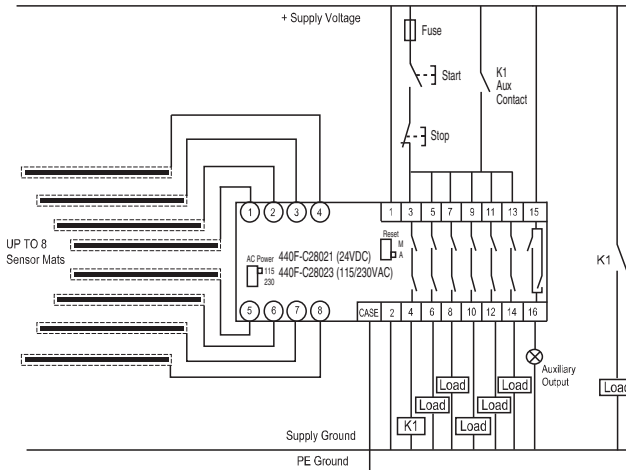 + Supply Voltage
Fuse
Start
K1
Aux
Contact
Stop
1 2 3 4
1 3 5 7 9 11 13 15
UP TO 8
Sensor Mats
Reset
M
A
AC Power
115
230
440F-C28021 (24VDC)
440F-C28023 (115/230VAC)
K1
5 6 7 8
CASE 2 4 6 8 10 12 14 16
Auxiliary
Output
Load
Load
Load
Load
Load
K1
Load
Supply Ground
PE Ground